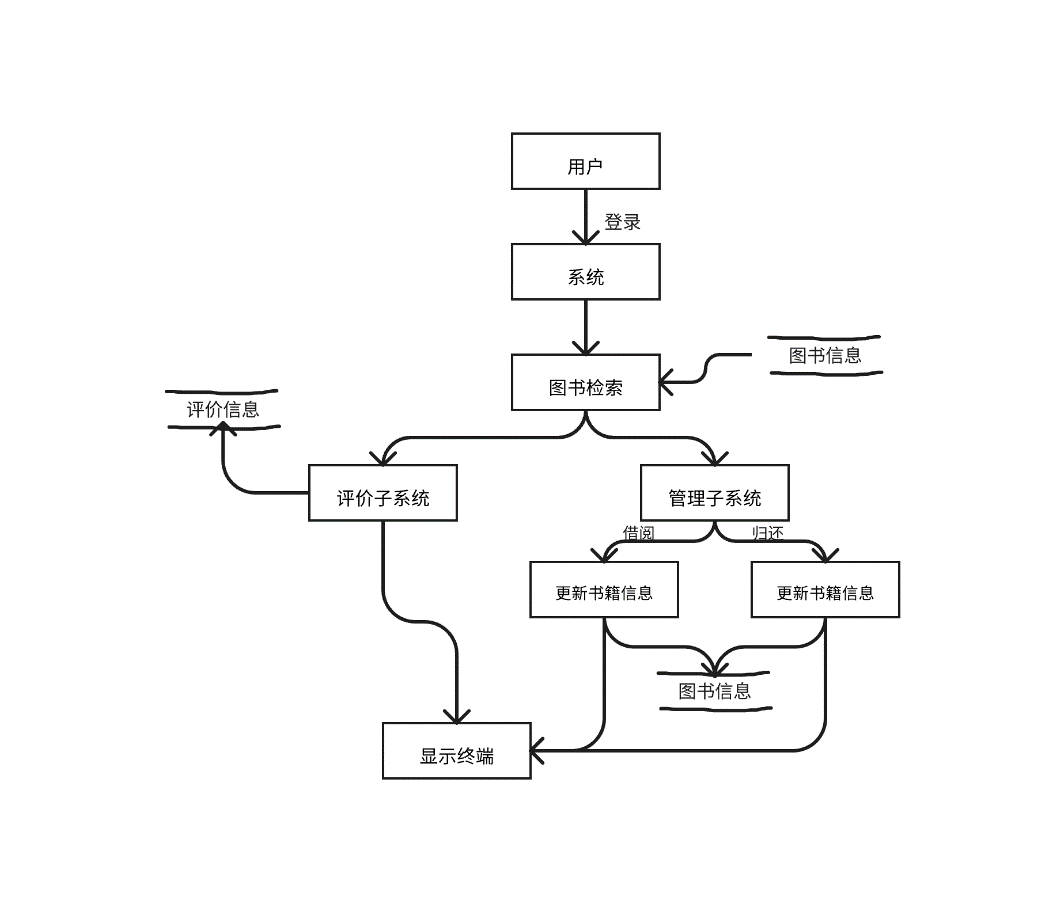 用户
登录
系统
图书信息
图书检索
评价信息
评价子系统
管理子系统
借阅
归还
更新书籍信息
更新书籍信息
图书信息
显示终端